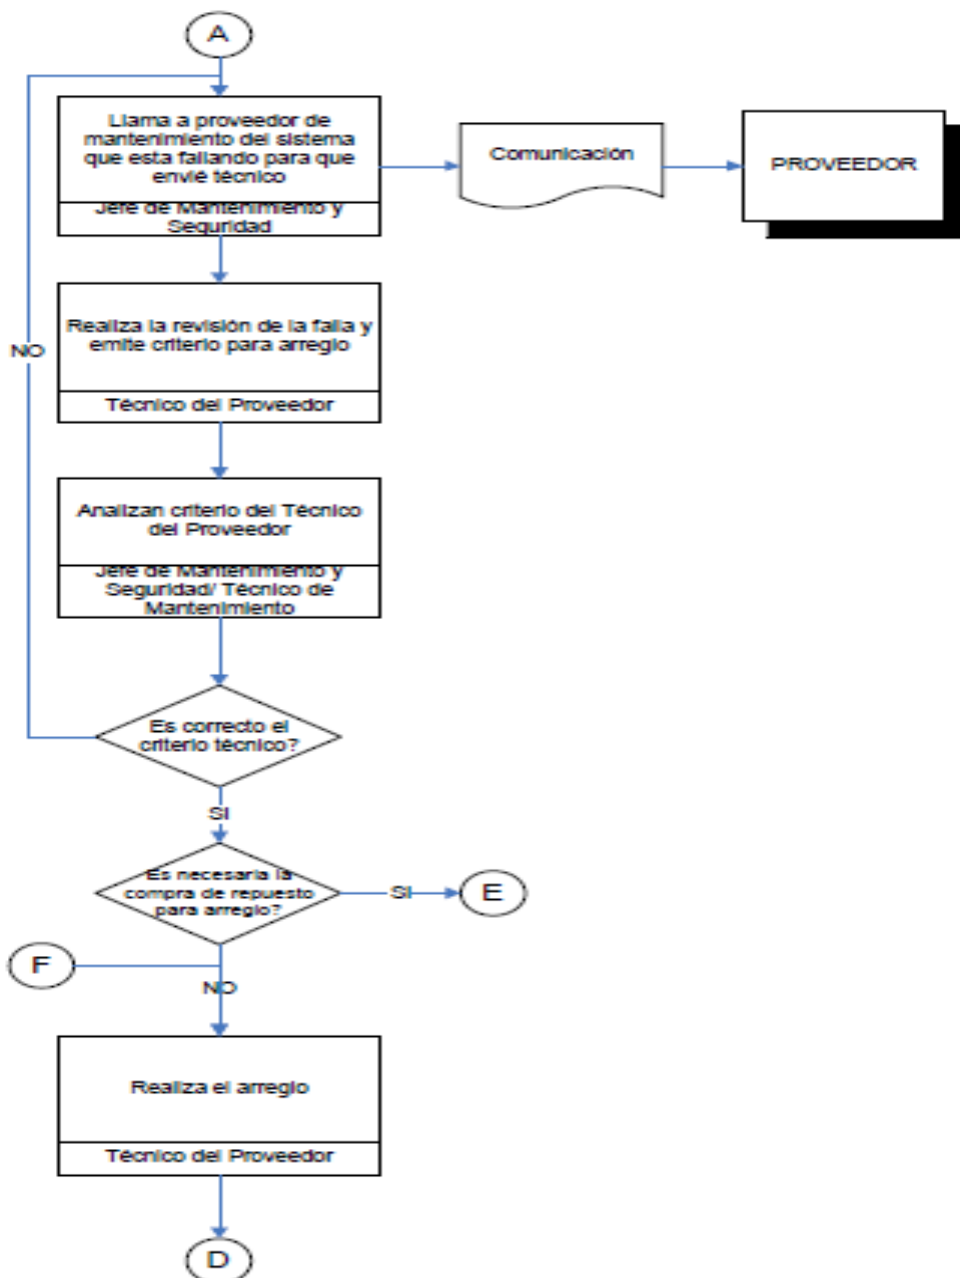 A
Llama a proveedor de
mantenimiento del sistema
que esta fallando para que
envié técnico
Jefe de Mantenimiento y
Seguridad
Comunicación
PROVEEDOR
Realiza la revisión de la falla y
emite criterio para arreglo
Técnico del Proveedor
NO
Analizan criterio del Técnico
del Proveedor
Jefe de Mantenimiento y
Seguridad/ Técnico de
Mantenimiento
Es correcto el
criterio técnico?
SI
Es necesaria la
compra de repuesto
para arreglo?
SI
E
F
NO
Realiza el arreglo
Técnico del Proveedor
D